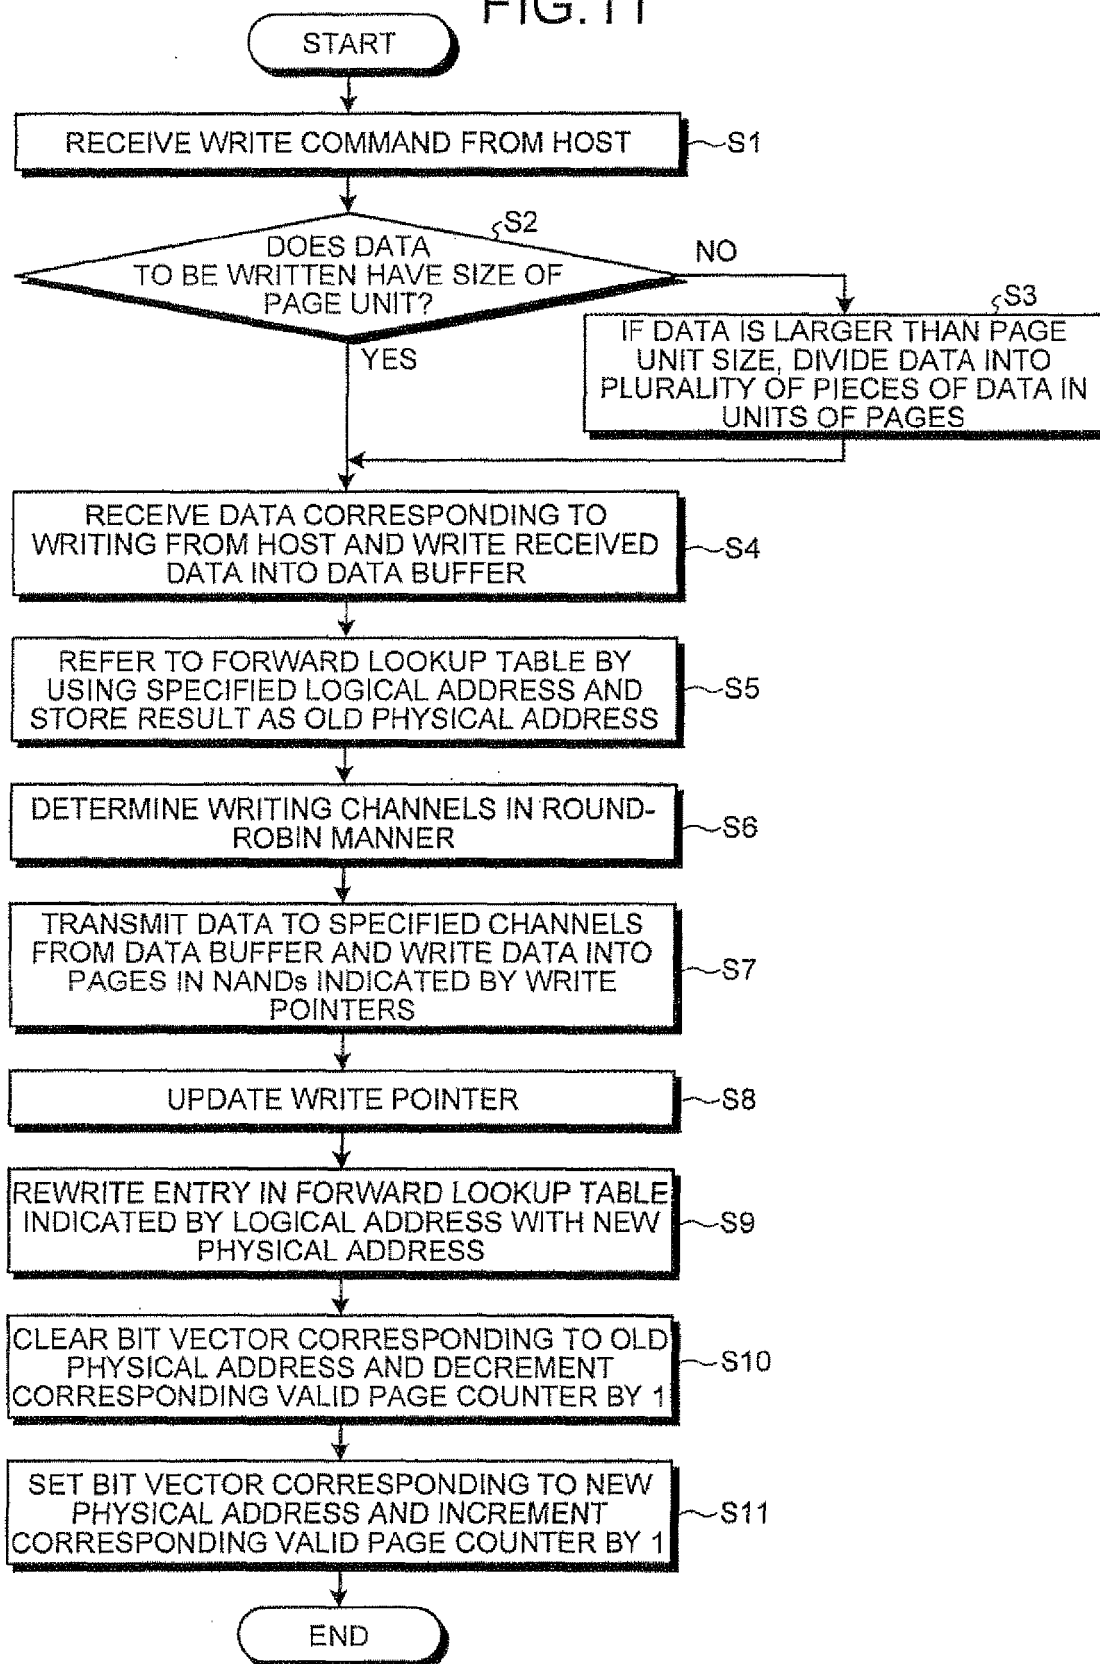 FIG.11
START
RECEIVE WRITE COMMAND FROM HOST
S1
S2
DOES DATA
TO BE WRITTEN HAVE SIZE OF
PAGE UNIT?
NO
YES
S3
IF DATA IS LARGER THAN PAGE
UNIT SIZE, DIVIDE DATA INTO
PLURALITY OF PIECES OF DATA IN
UNITS OF PAGES
RECEIVE DATA CORRESPONDING TO
WRITING FROM HOST AND WRITE RECEIVED
DATA INTO DATA BUFFER
S4
REFER TO FORWARD LOOKUP TABLE BY
USING SPECIFIED LOGICAL ADDRESS AND
STORE RESULT AS OLD PHYSICAL ADDRESS
S5
DETERMINE WRITING CHANNELS IN ROUND-
ROBIN MANNER
S6
TRANSMIT DATA TO SPECIFIED CHANNELS
FROM DATA BUFFER AND WRITE DATA INTO
PAGES IN NANDs INDICATED BY WRITE
POINTERS
S7
UPDATE WRITE POINTER
S8
REWRITE ENTRY IN FORWARD LOOKUP TABLE
INDICATED BY LOGICAL ADDRESS WITH NEW
PHYSICAL ADDRESS
S9
CLEAR BIT VECTOR CORRESPONDING TO OLD
PHYSICAL ADDRESS AND DECREMENT
CORRESPONDING VALID PAGE COUNTER BY 1
S10
SET BIT VECTOR CORRESPONDING TO NEW
PHYSICAL ADDRESS AND INCREMENT
CORRESPONDING VALID PAGE COUNTER BY 1
S11
END